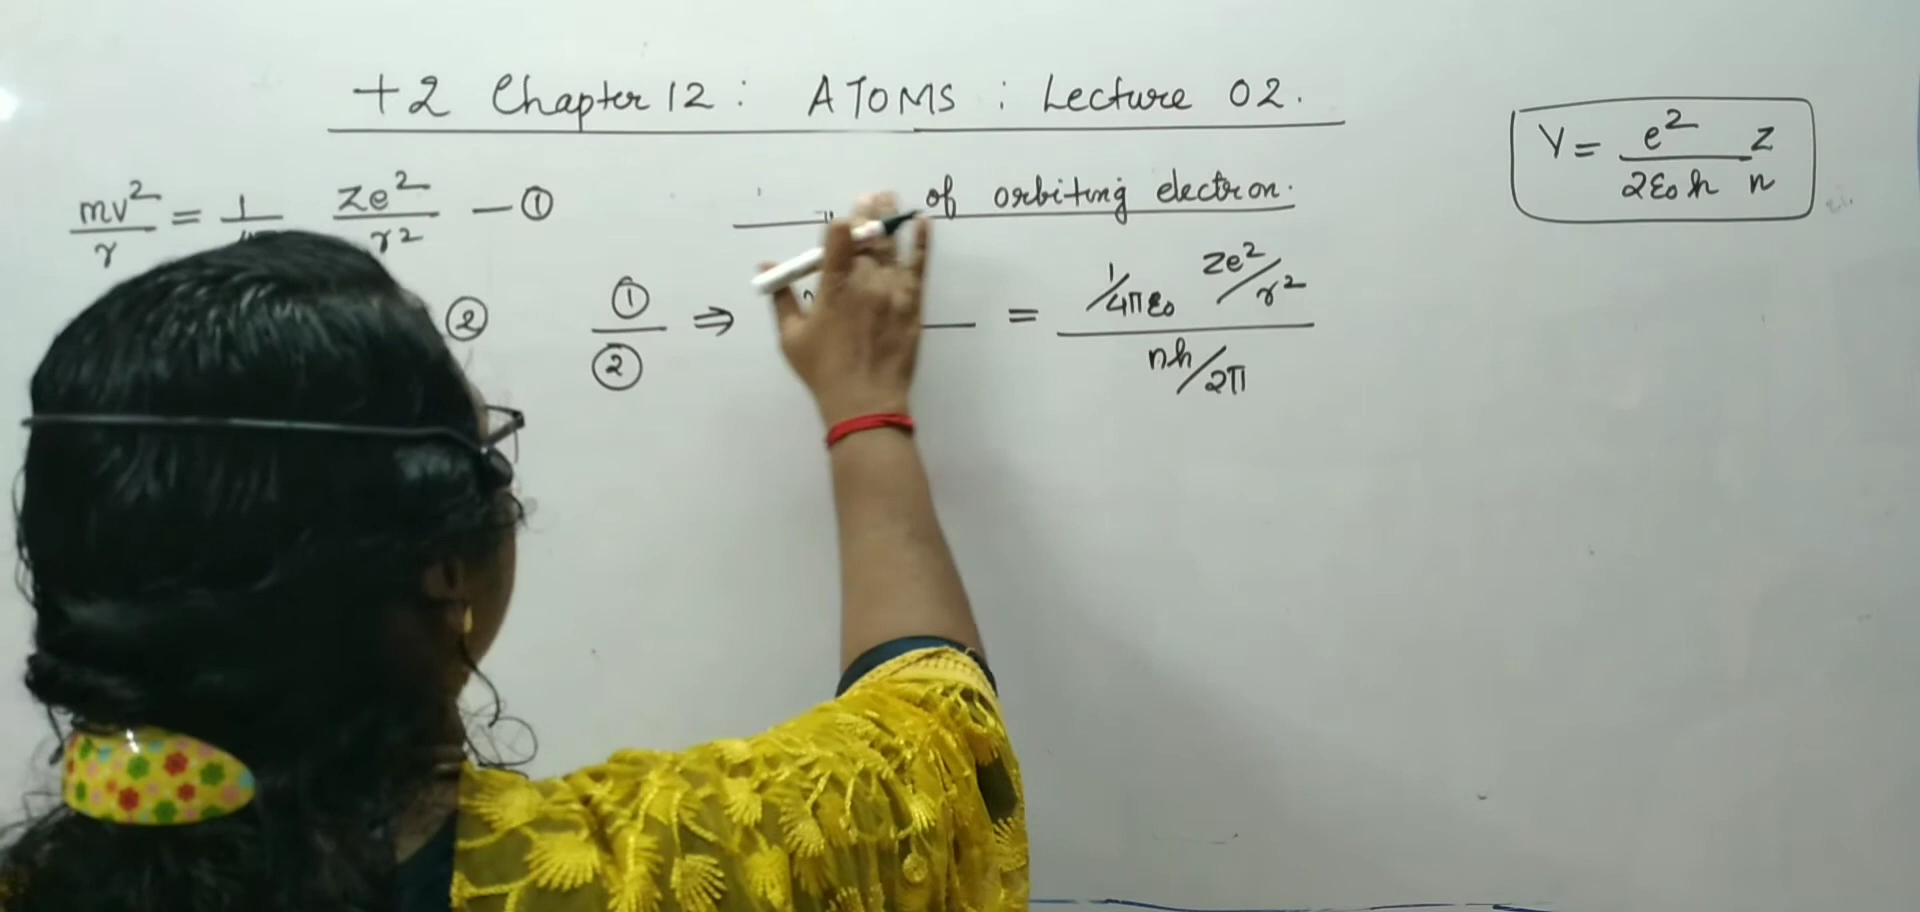 +2 Chapter 12 : ATOMS : Lecture 02.
V = e²/2ε₀h Z/n
mv²/r = 1 Ze²/r² — ①
of orbiting electron.
②
①/② ⇒ = (1/4πε₀ Ze²/r²)/(nh/2π)